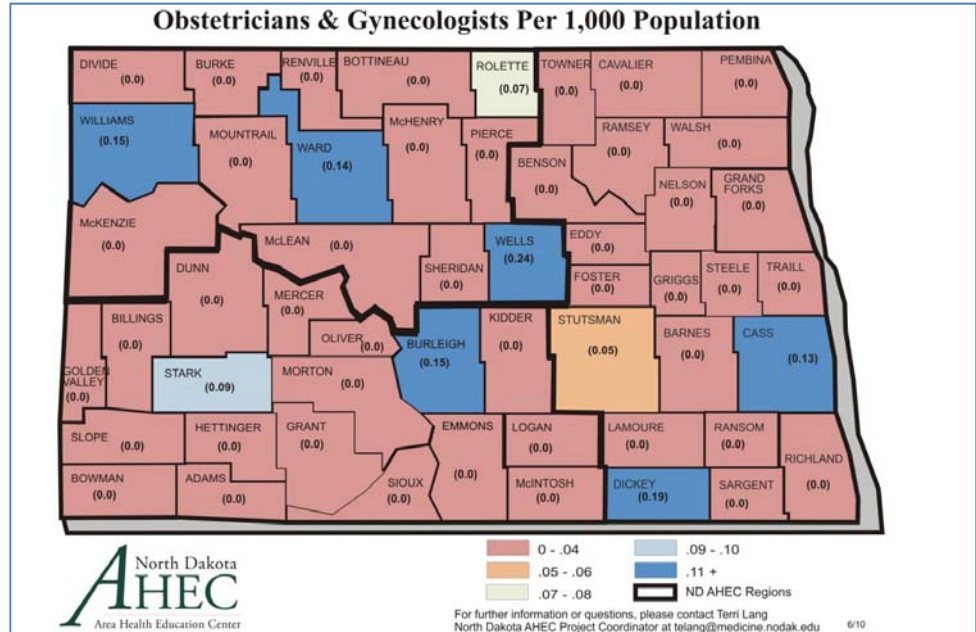 Obstetricians & Gynecologists Per 1,000 Population
DIVIDE
(0.0)
BURKE
(0.0)
RENVILLE
(0.0)
BOTTINEAU
(0.0)
ROLETTE
(0.07)
TOWNER
(0.0)
CAVALIER
(0.0)
PEMBINA
(0.0)
WILLIAMS
(0.15)
MOUNTRAIL
(0.0)
WARD
(0.14)
McHENRY
(0.0)
PIERCE
(0.0)
BENSON
(0.0)
RAMSEY
(0.0)
WALSH
(0.0)
NELSON
(0.0)
GRAND
FORKS
(0.0)
McKENZIE
(0.0)
DUNN
(0.0)
McLEAN
(0.0)
SHERIDAN
(0.0)
WELLS
(0.24)
EDDY
(0.0)
FOSTER
(0.0)
GRIGGS
(0.0)
STEELE
(0.0)
TRAILL
(0.0)
MERCER
(0.0)
OLIVER
(0.0)
BILLINGS
(0.0)
GOLDEN
VALLEY
(0.0)
STARK
(0.09)
MORTON
(0.0)
BURLEIGH
(0.15)
KIDDER
(0.0)
STUTSMAN
(0.05)
BARNES
(0.0)
CASS
(0.13)
SLOPE
(0.0)
HETTINGER
(0.0)
GRANT
(0.0)
EMMONS
(0.0)
LOGAN
(0.0)
LAMOURE
(0.0)
RANSOM
(0.0)
RICHLAND
(0.0)
BOWMAN
(0.0)
ADAMS
(0.0)
SIOUX
(0.0)
McINTOSH
(0.0)
DICKEY
(0.19)
SARGENT
(0.0)
North Dakota
AHEC
Area Health Education Center
0 - .04
.05 - .06
.07 - .08
.09 - .10
.11 +
ND AHEC Regions
For further information or questions, please contact Terri Lang
North Dakota AHEC Project Coordinator at telang@medicine.nodak.edu
6/10